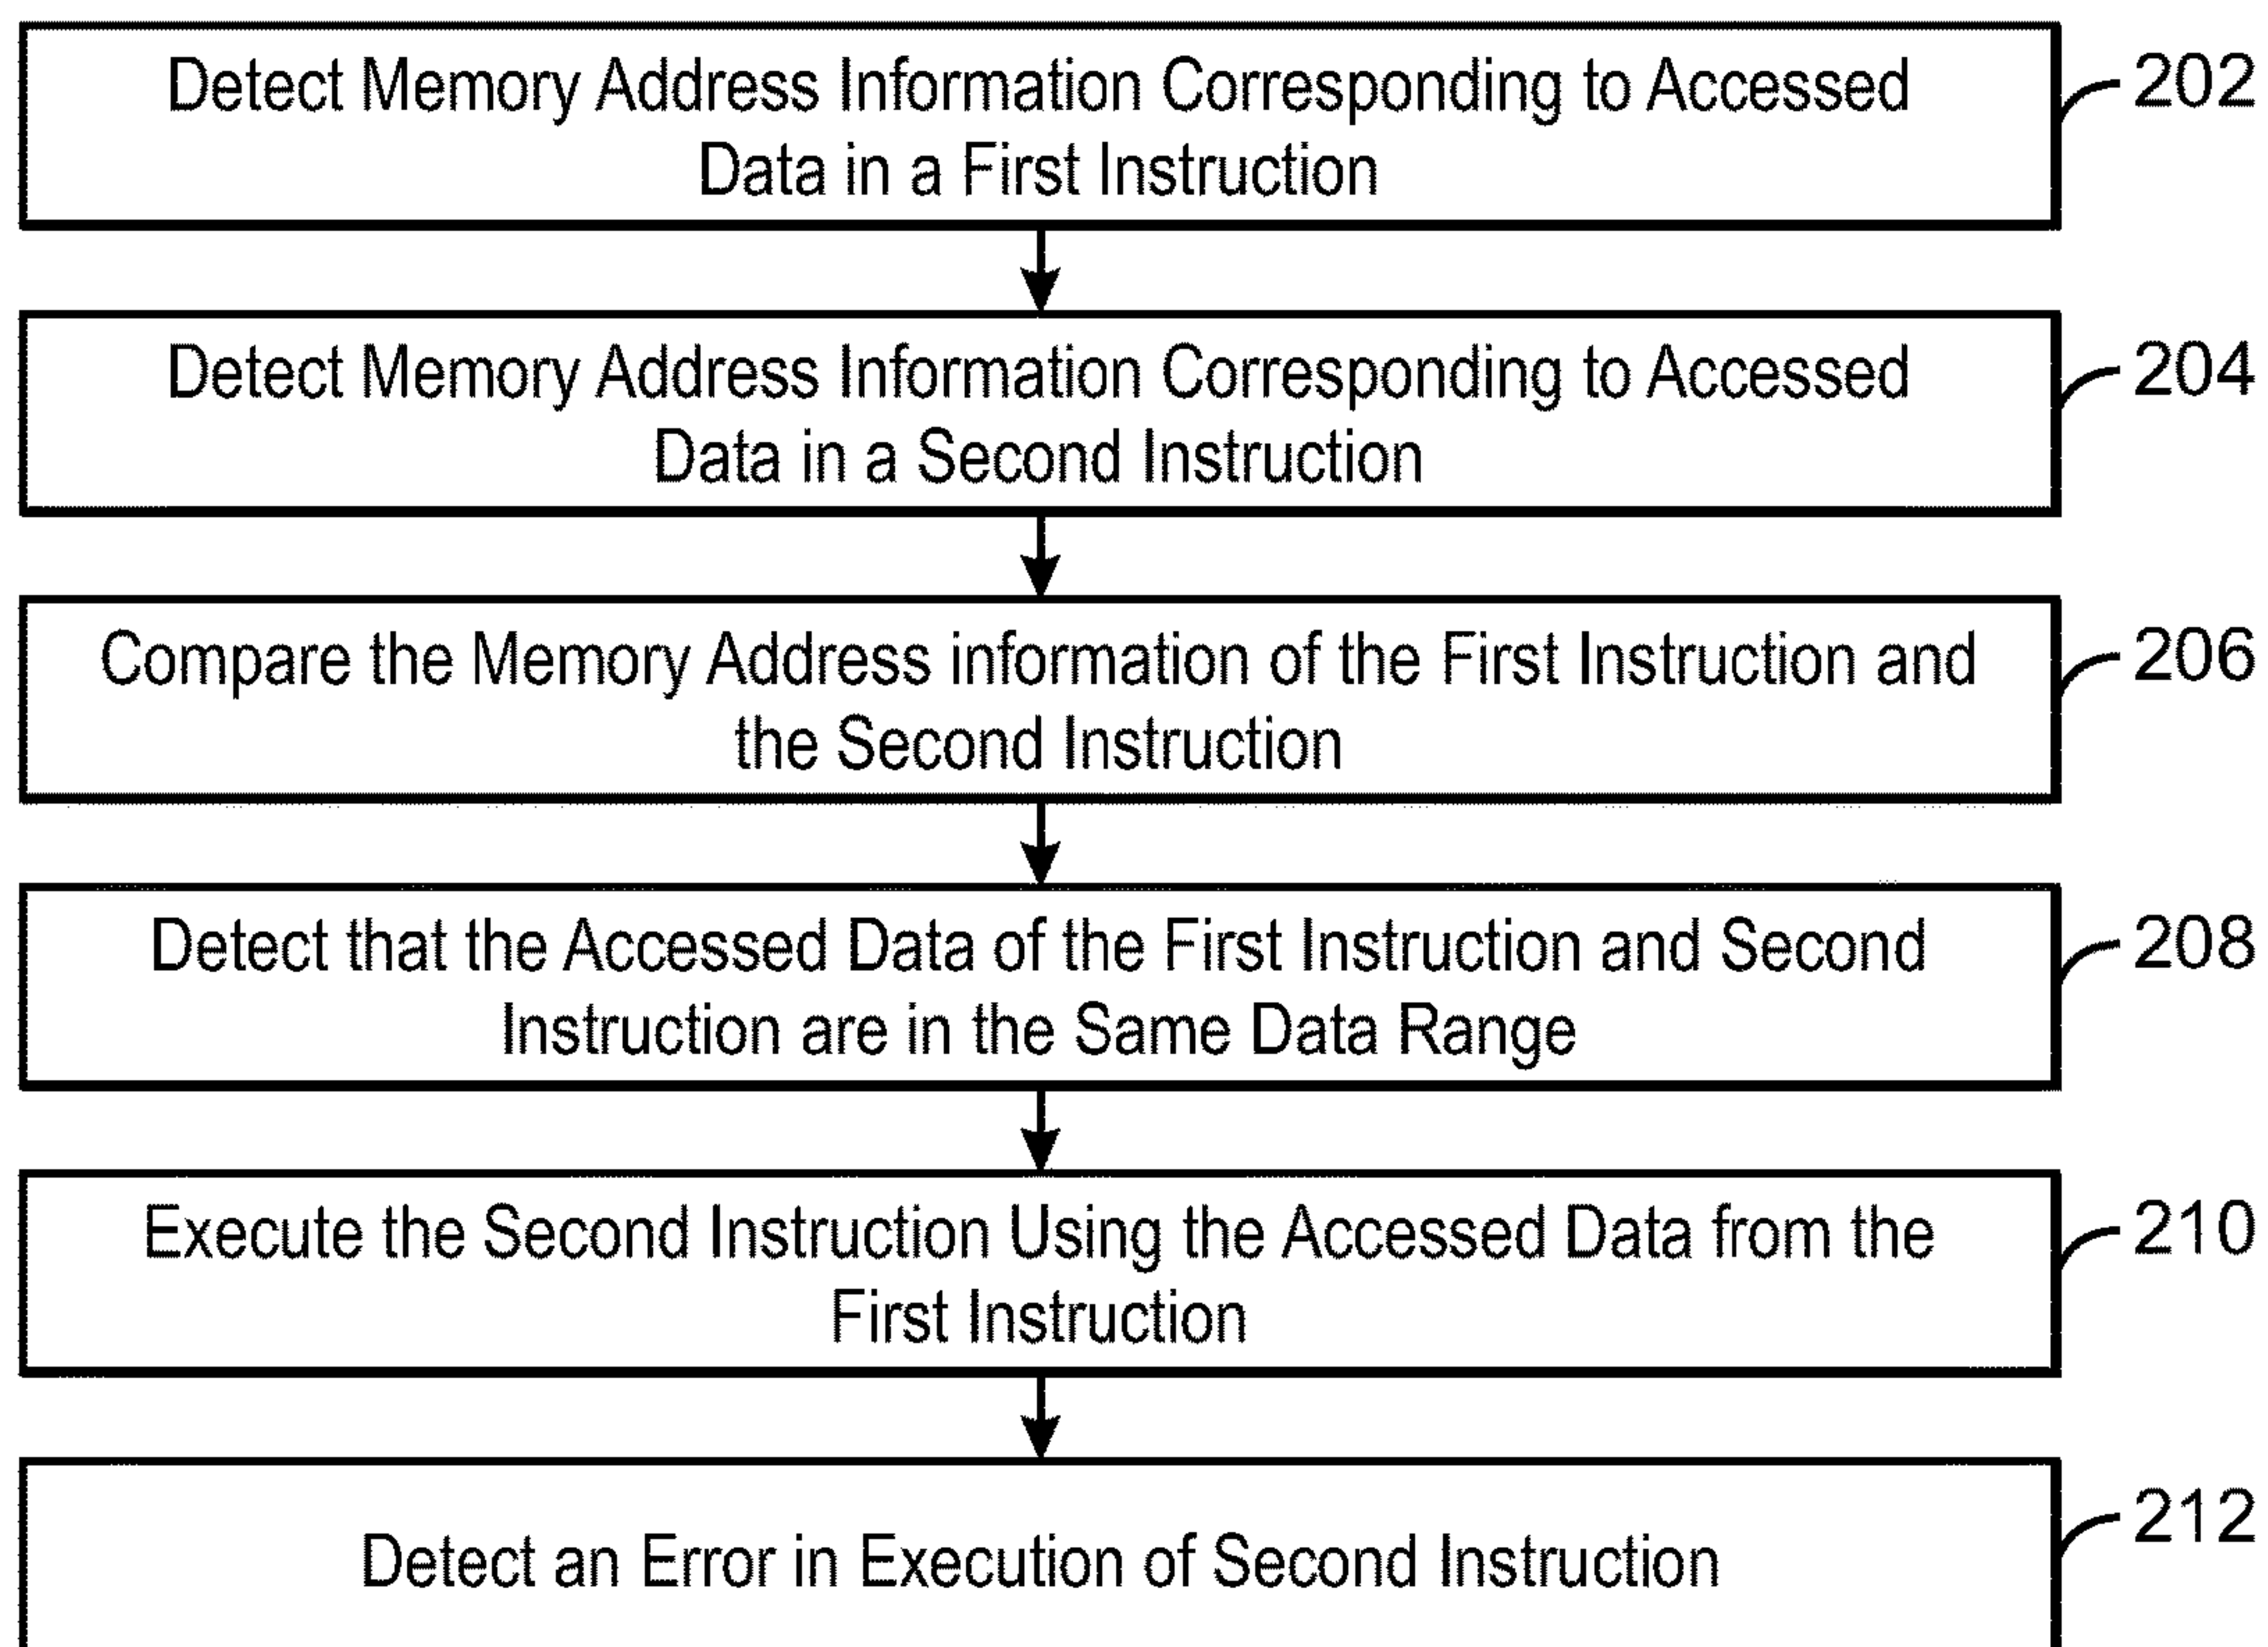 Detect Memory Address Information Corresponding to Accessed
Data in a First Instruction
202
Detect Memory Address Information Corresponding to Accessed
Data in a Second Instruction
204
Compare the Memory Address information of the First Instruction and
the Second Instruction
206
Detect that the Accessed Data of the First Instruction and Second
Instruction are in the Same Data Range
208
Execute the Second Instruction Using the Accessed Data from the
First Instruction
210
Detect an Error in Execution of Second Instruction
212